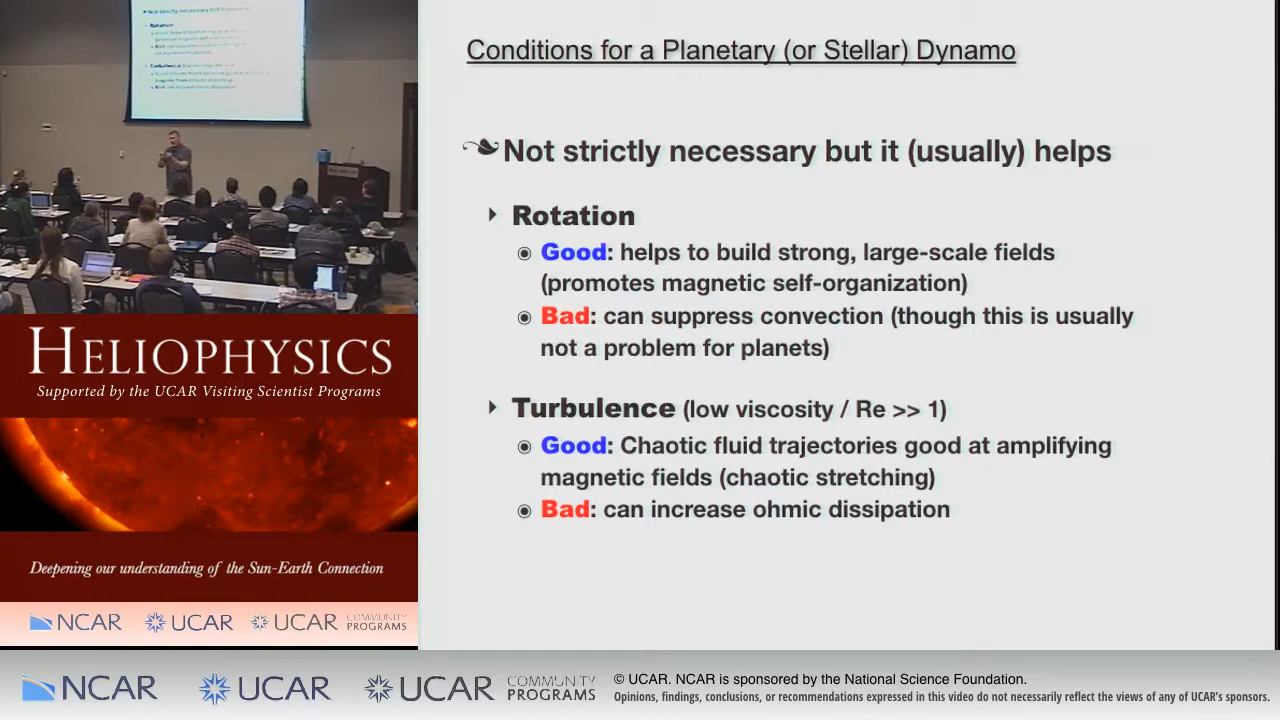 Conditions for a Planetary (or Stellar) Dynamo
Not strictly necessary but it (usually) helps
Rotation
Good: helps to build strong, large-scale fields
(promotes magnetic self-organization)
Bad: can suppress convection (though this is usually
not a problem for planets)
Turbulence (low viscosity / Re >> 1)
Good: Chaotic fluid trajectories good at amplifying
magnetic fields (chaotic stretching)
Bad: can increase ohmic dissipation
HELIOPHYSICS
Supported by the UCAR Visiting Scientist Programs
Deepening our understanding of the Sun-Earth Connection
NCAR UCAR UCAR COMMUNITY
PROGRAMS
NCAR UCAR UCAR COMMUNITY
PROGRAMS
© UCAR. NCAR is sponsored by the National Science Foundation.
Opinions, findings, conclusions, or recommendations expressed in this video do not necessarily reflect the views of any of UCAR's sponsors.